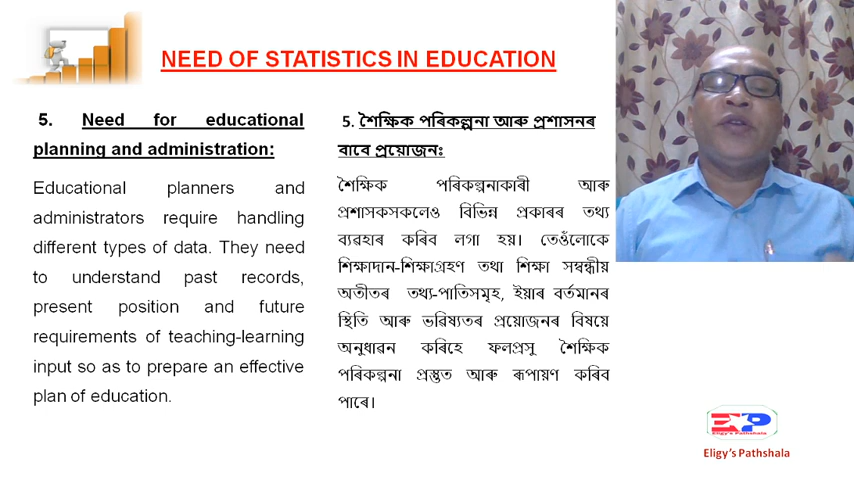 NEED OF STATISTICS IN EDUCATION
5. Need for educational
planning and administration:
Educational planners and
administrators require handling
different types of data. They need
to understand past records,
present position and future
requirements of teaching-learning
input so as to prepare an effective
plan of education.
5. শৈক্ষিক পৰিকল্পনা আৰু প্ৰশাসনৰ
বাবে প্ৰয়োজনঃ
শৈক্ষিক পৰিকল্পনাকাৰী আৰু
প্ৰশাসকসকলেও বিভিন্ন প্ৰকাৰৰ তথ্য
ব্যৱহাৰ কৰিব লগা হয়। তেওঁলোকে
শিক্ষাদান-শিক্ষাগ্ৰহণ তথা শিক্ষা সম্বন্ধীয়
অতীতৰ তথ্য-পাতিসমূহ, ইয়াৰ বৰ্তমানৰ
স্থিতি আৰু ভৱিষ্যতৰ প্ৰয়োজনৰ বিষয়ে
অনুধাৱন কৰিহে ফলপ্ৰসু শৈক্ষিক
পৰিকল্পনা প্ৰস্তুত আৰু ৰূপায়ণ কৰিব
পাৰে।
EP
Eligy's Pathshala
Eligy's Pathshala